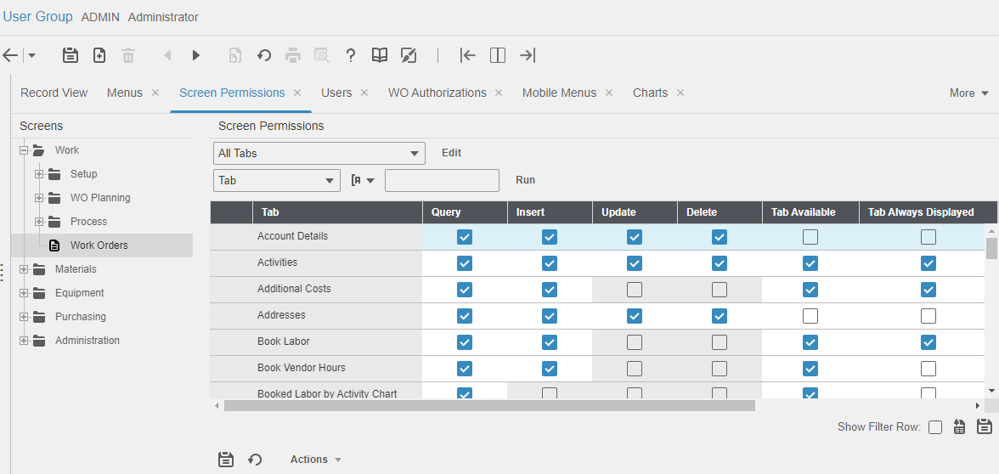 User Group ADMIN Administrator
Record View Menus Screen Permissions Users WO Authorizations Mobile Menus Charts More
Screens
Work
Setup
WO Planning
Process
Work Orders
Materials
Equipment
Purchasing
Administration
Screen Permissions
All Tabs Edit
Tab Run
Tab Query Insert Update Delete Tab Available Tab Always Displayed
Account Details
Activities
Additional Costs
Addresses
Book Labor
Book Vendor Hours
Booked Labor by Activity Chart
Show Filter Row:
Actions